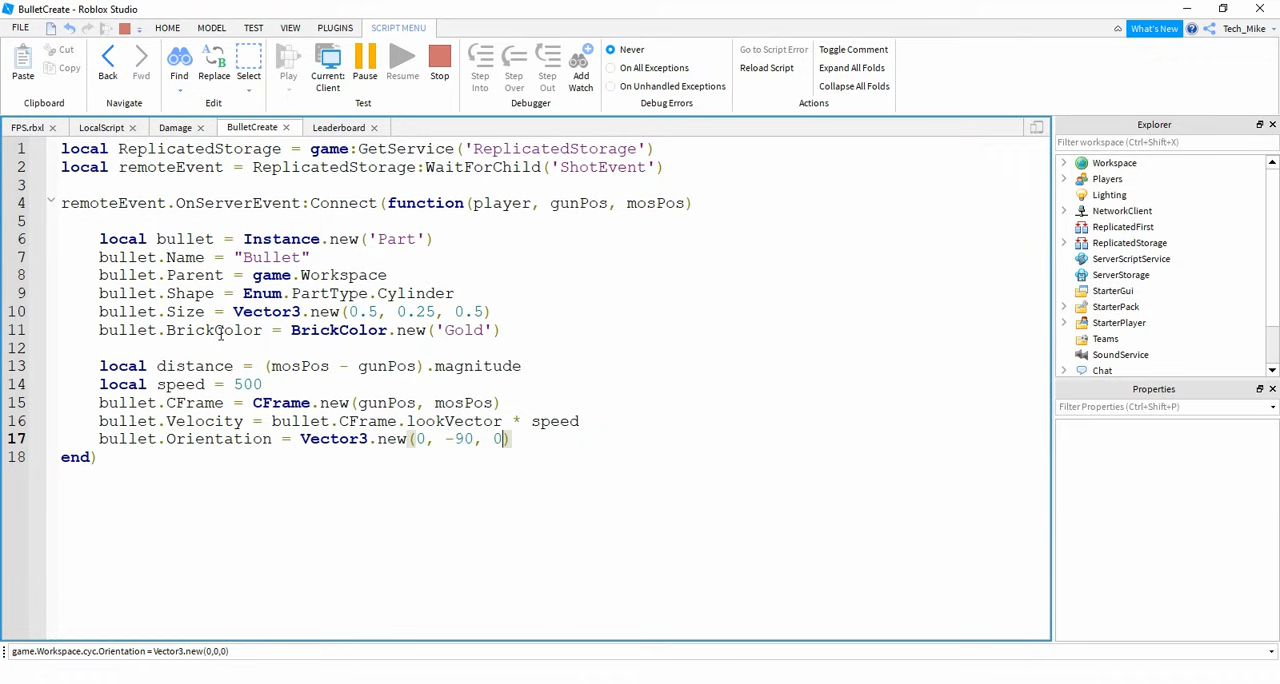 BulletCreate - Roblox Studio
FILE HOME MODEL TEST VIEW PLUGINS SCRIPT MENU What's New Tech_Mike
Paste Cut Copy Back Fwd Find Replace Select Play Current: Client Pause Resume Stop Step Into Step Over Step Out Add Watch Never On All Exceptions On Unhandled Exceptions Go to Script Error Reload Script Toggle Comment Expand All Folds Collapse All Folds
Clipboard Navigate Edit Test Debugger Debug Errors Actions
FPS.rbxl LocalScript Damage BulletCreate Leaderboard
1 local ReplicatedStorage = game:GetService('ReplicatedStorage')
2 local remoteEvent = ReplicatedStorage:WaitForChild('ShotEvent')
3
4 remoteEvent.OnServerEvent:Connect(function(player, gunPos, mosPos)
5
6 local bullet = Instance.new('Part')
7 bullet.Name = "Bullet"
8 bullet.Parent = game.Workspace
9 bullet.Shape = Enum.PartType.Cylinder
10 bullet.Size = Vector3.new(0.5, 0.25, 0.5)
11 bullet.BrickColor = BrickColor.new('Gold')
12
13 local distance = (mosPos - gunPos).magnitude
14 local speed = 500
15 bullet.CFrame = CFrame.new(gunPos, mosPos)
16 bullet.Velocity = bullet.CFrame.lookVector * speed
17 bullet.Orientation = Vector3.new(0, -90, 0)
18 end)
Explorer
Filter workspace (Ctrl+Shift+X)
Workspace
Players
Lighting
NetworkClient
ReplicatedFirst
ReplicatedStorage
ServerScriptService
ServerStorage
StarterGui
StarterPack
StarterPlayer
Teams
SoundService
Chat
Properties
Filter Properties (Ctrl+Shift+P)
game.Workspace.cyc.Orientation = Vector3.new(0,0,0)